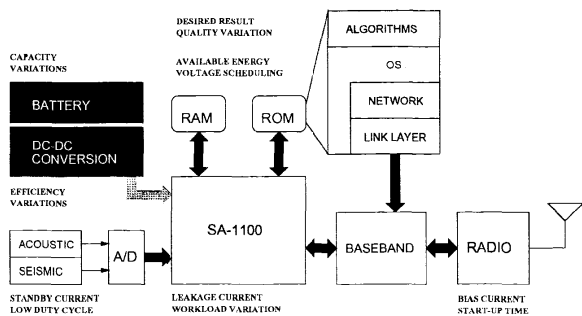 DESIRED RESULT
QUALITY VARIATION
ALGORITHMS
CAPACITY
VARIATIONS
AVAILABLE ENERGY
VOLTAGE SCHEDULING
OS
BATTERY
RAM
ROM
NETWORK
DC-DC
CONVERSION
LINK LAYER
EFFICIENCY
VARIATIONS
SA-1100
ACOUSTIC
SEISMIC
A/D
BASEBAND
RADIO
STANDBY CURRENT
LOW DUTY CYCLE
LEAKAGE CURRENT
WORKLOAD VARIATION
BIAS CURRENT
START-UP TIME